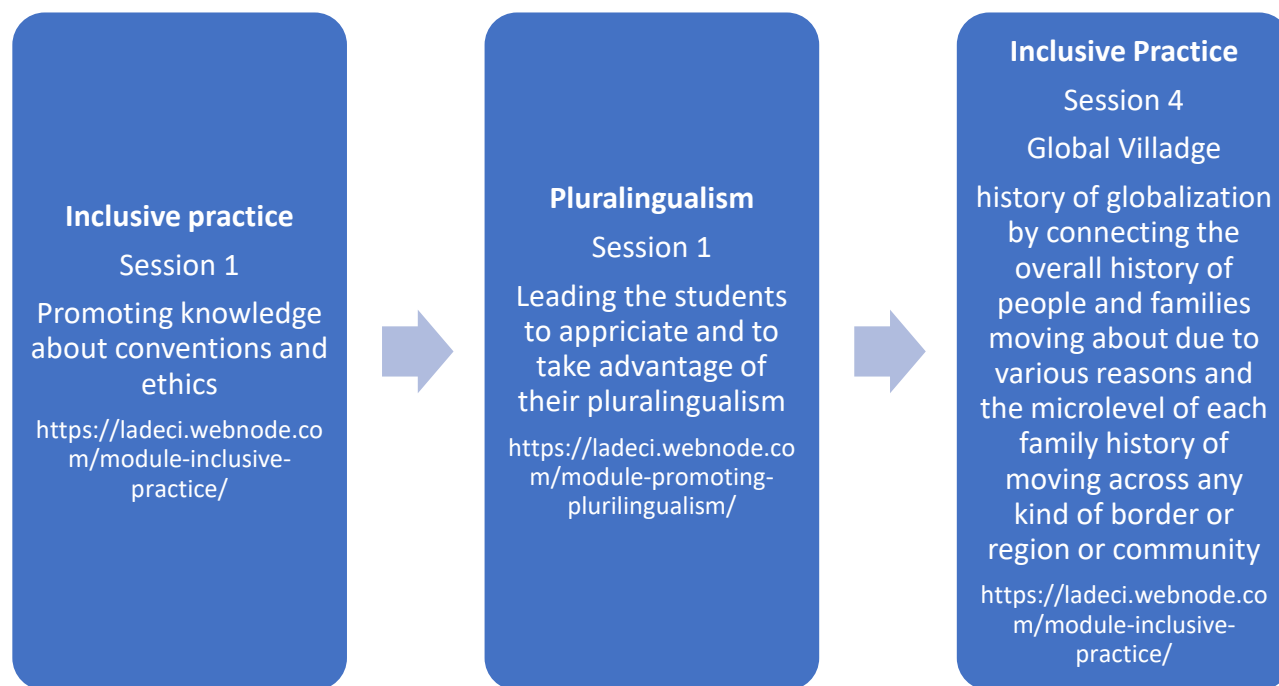 Inclusive practice
Session 1
Promoting knowledge
about conventions and
ethics
https://ladeci.webnode.co
m/module-inclusive-
practice/
Pluralingualism
Session 1
Leading the students
to appriciate and to
take advantage of
their pluralingualism
https://ladeci.webnode.co
m/module-promoting-
plurilingualism/
Inclusive Practice
Session 4
Global Villadge
history of globalization
by connecting the
overall history of
people and families
moving about due to
various reasons and
the microlevel of each
family history of
moving across any
kind of border or
region or community
https://ladeci.webnode.co
m/module-inclusive-
practice/